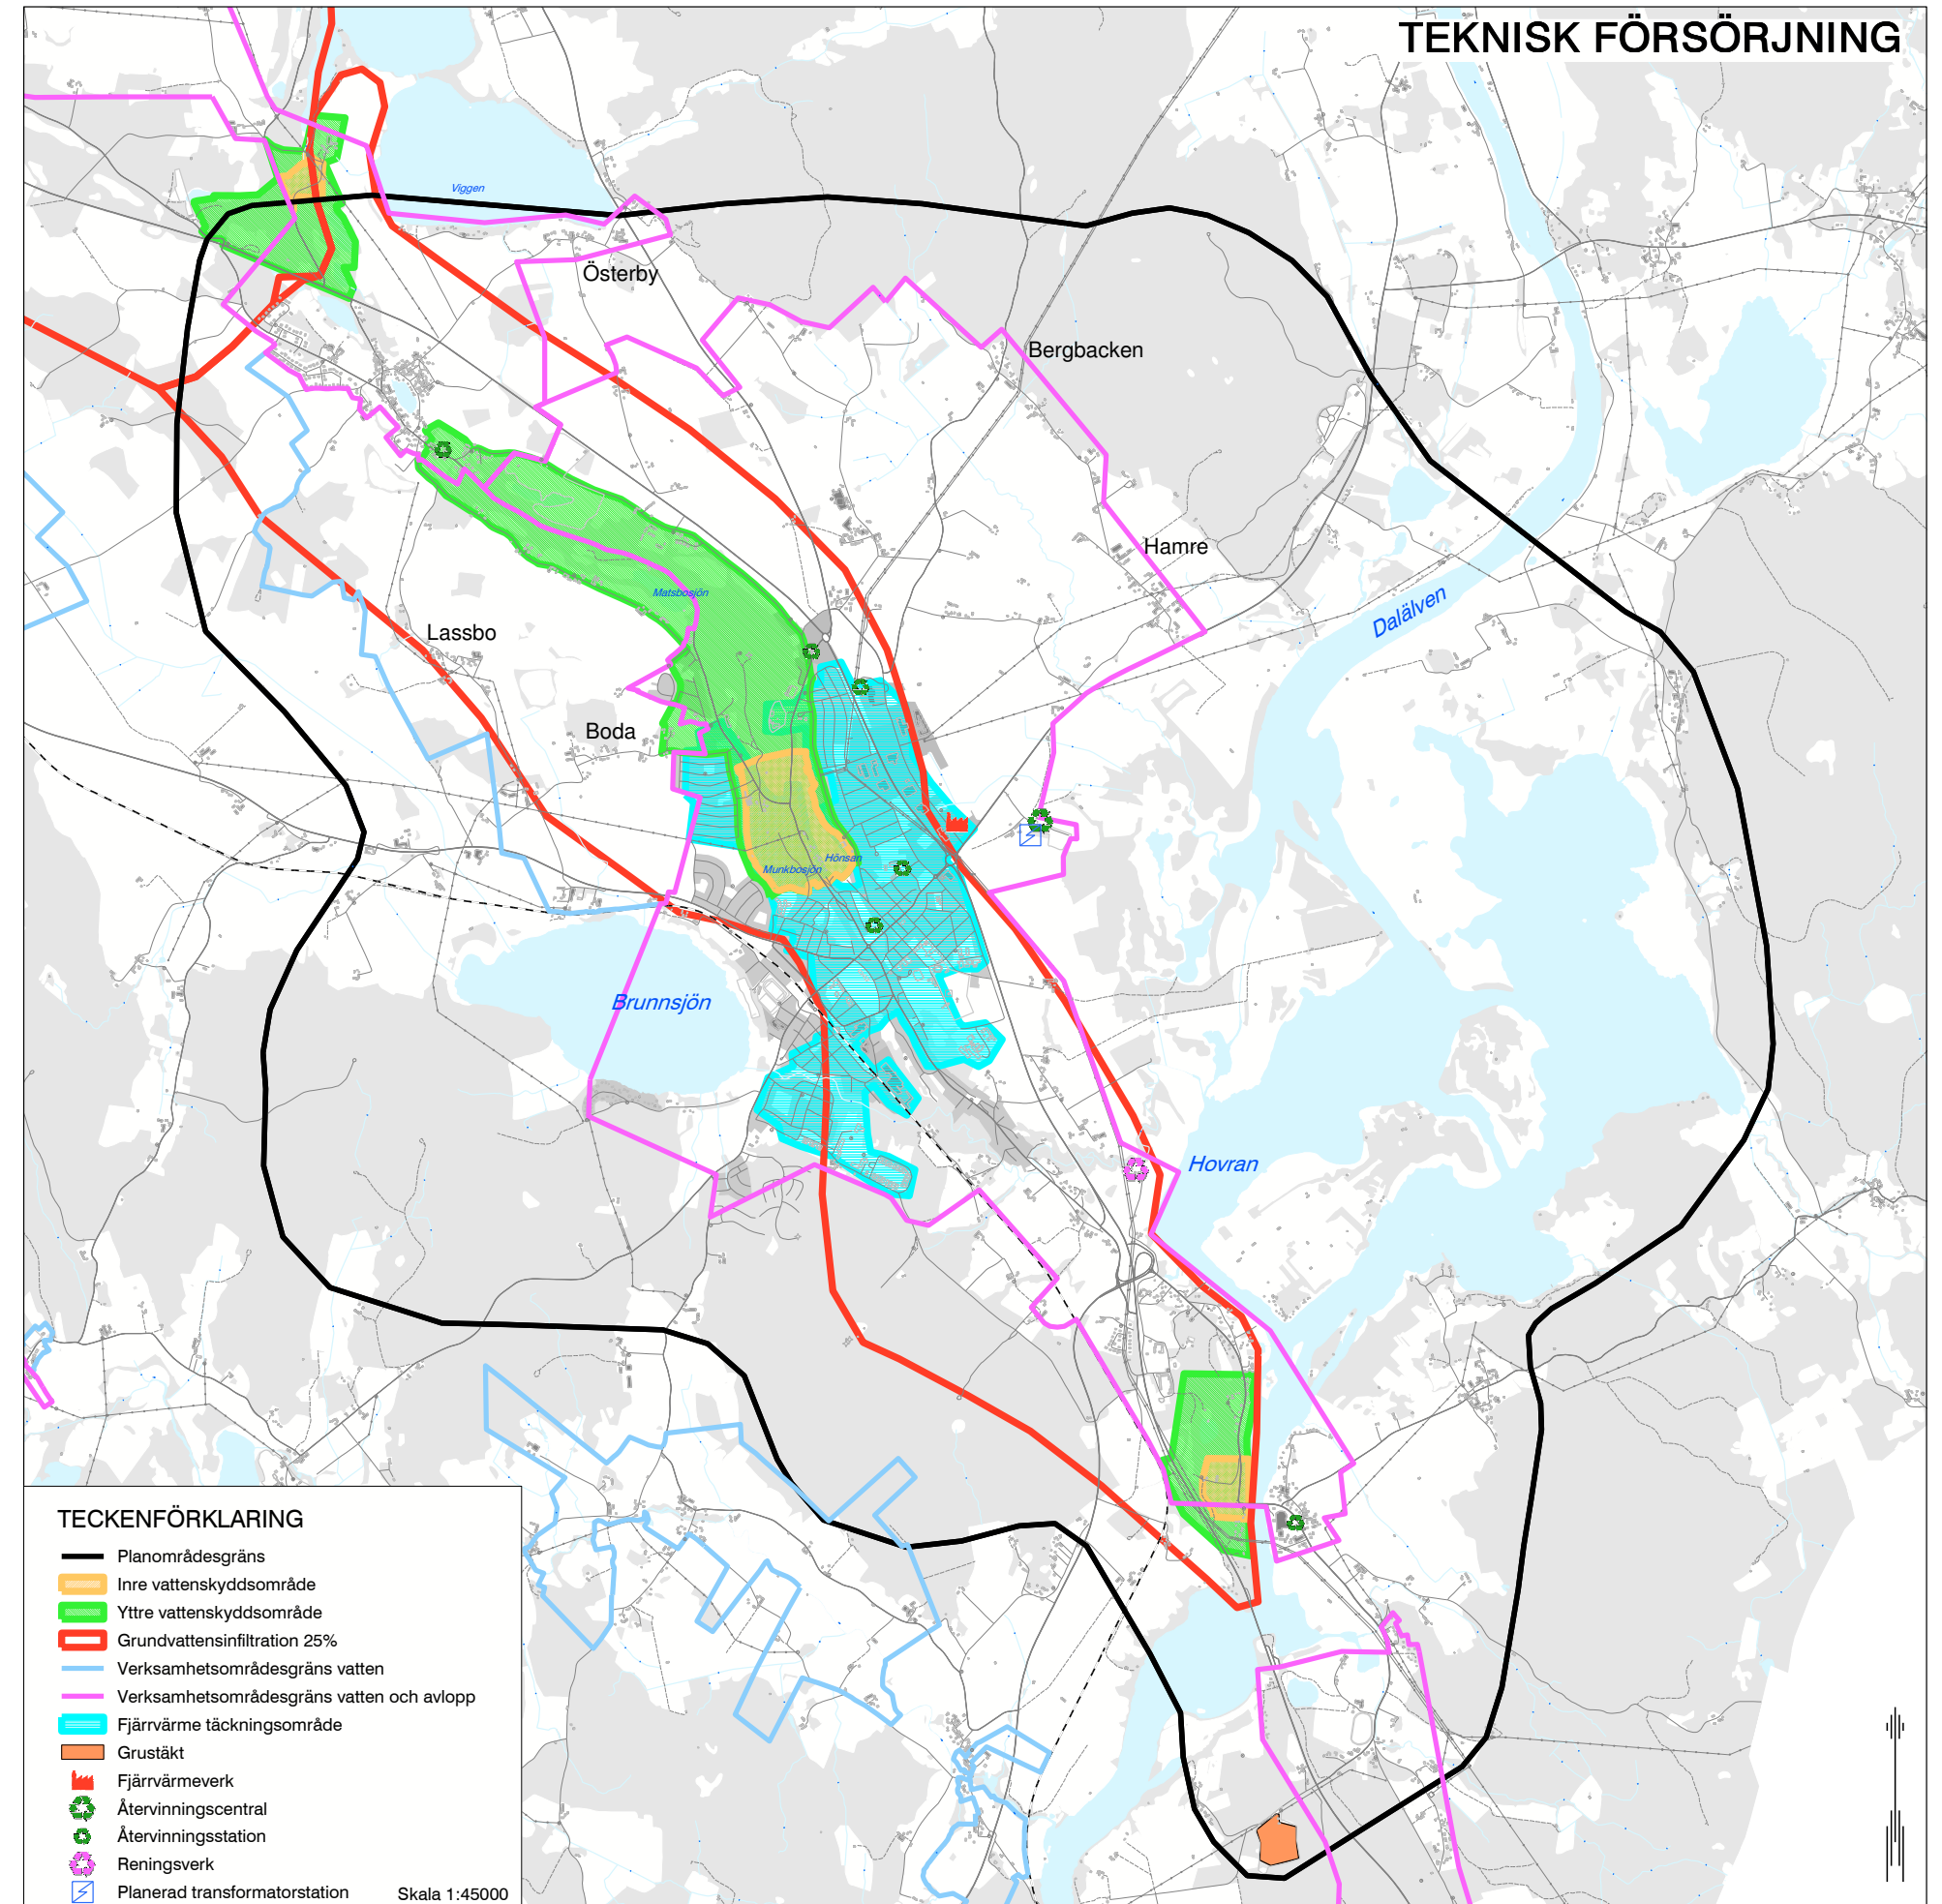 TEKNISK FÖRSÖRJNING
Viggen
Österby
Bergbacken
Hamre
Dalälven
Matsbosjön
Lassbo
Boda
Hönsan
Munkbosjön
Brunnsjön
Hovran
TECKENFÖRKLARING
Planområdesgräns
Inre vattenskyddsområde
Yttre vattenskyddsområde
Grundvattensinfiltration 25%
Verksamhetsområdesgräns vatten
Verksamhetsområdesgräns vatten och avlopp
Fjärrvärme täckningsområde
Grustäkt
Fjärrvärmeverk
Återvinningscentral
Återvinningsstation
Reningsverk
Planerad transformatorstation
Skala 1:45000